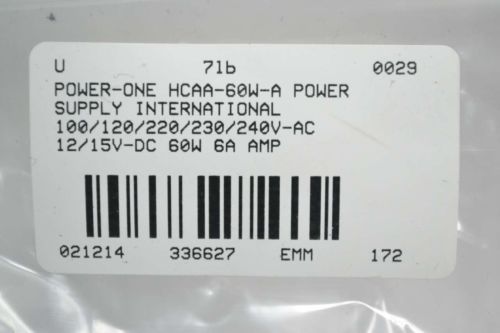 U 7lb 0029
POWER-ONE HCAA-60W-A POWER
SUPPLY INTERNATIONAL
100/120/220/230/240V-AC
12/15V-DC 60W 6A AMP
021214 336627 EMM 172